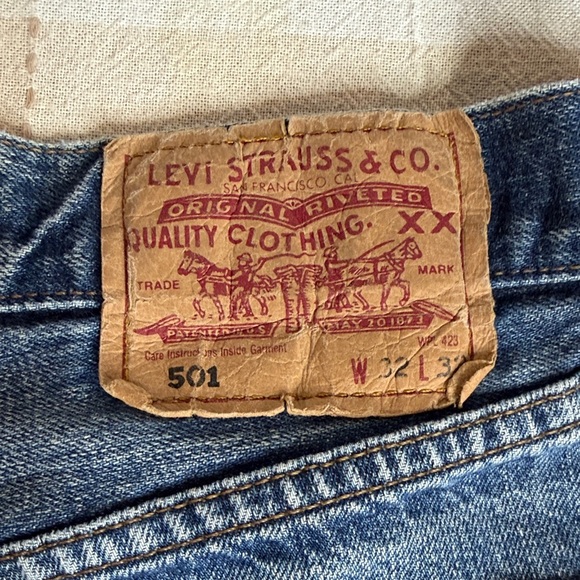 LEVI STRAUSS & CO.
SAN FRANCISCO CAL
ORIGINAL RIVETED
QUALITY CLOTHING. XX
TRADE MARK
PATENTED U.S. MAY 20 1873
WPL 423
Care Instructions Inside Garment
501 W 32 L 32